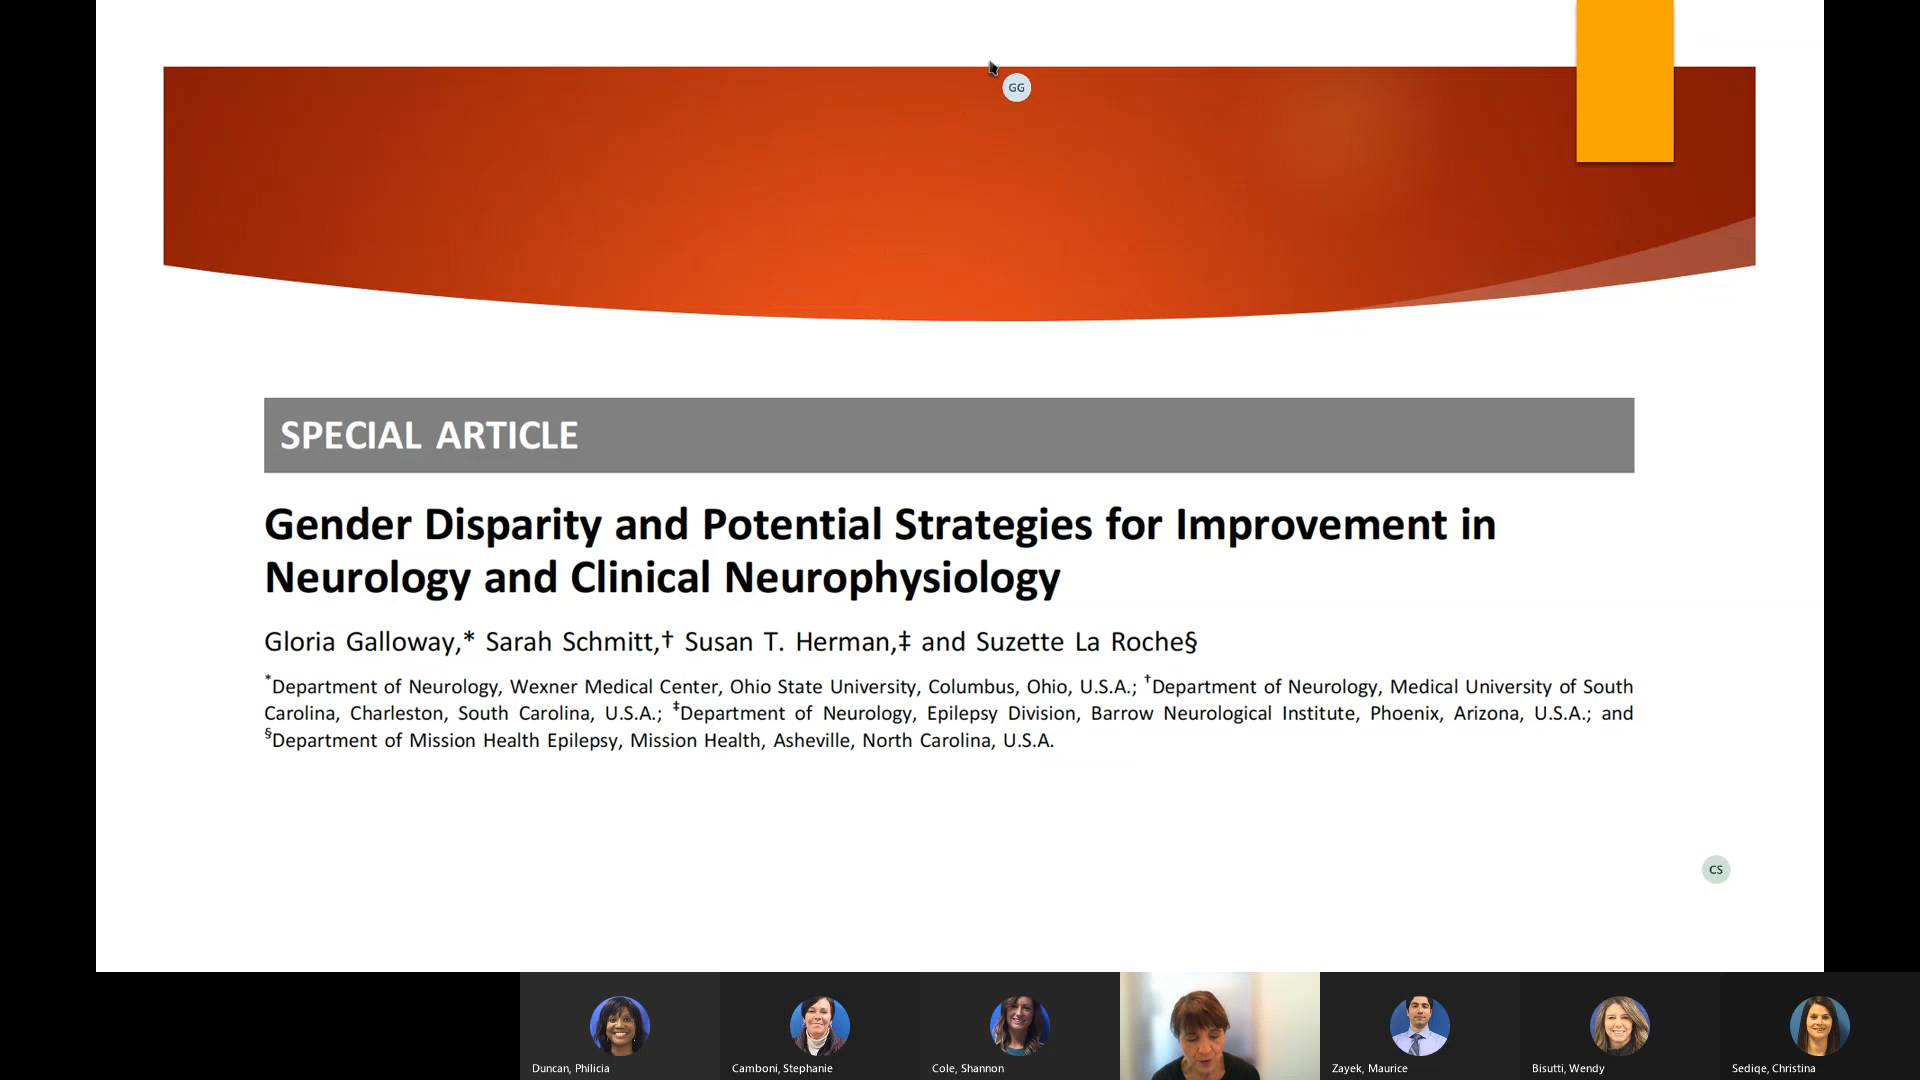 GG
SPECIAL ARTICLE
Gender Disparity and Potential Strategies for Improvement in
Neurology and Clinical Neurophysiology
Gloria Galloway,* Sarah Schmitt,† Susan T. Herman,‡ and Suzette La Roche§
*Department of Neurology, Wexner Medical Center, Ohio State University, Columbus, Ohio, U.S.A.; †Department of Neurology, Medical University of South
Carolina, Charleston, South Carolina, U.S.A.; ‡Department of Neurology, Epilepsy Division, Barrow Neurological Institute, Phoenix, Arizona, U.S.A.; and
§Department of Mission Health Epilepsy, Mission Health, Asheville, North Carolina, U.S.A.
CS
Duncan, Philicia
Camboni, Stephanie
Cole, Shannon
Zayek, Maurice
Bisutti, Wendy
Sediqe, Christina